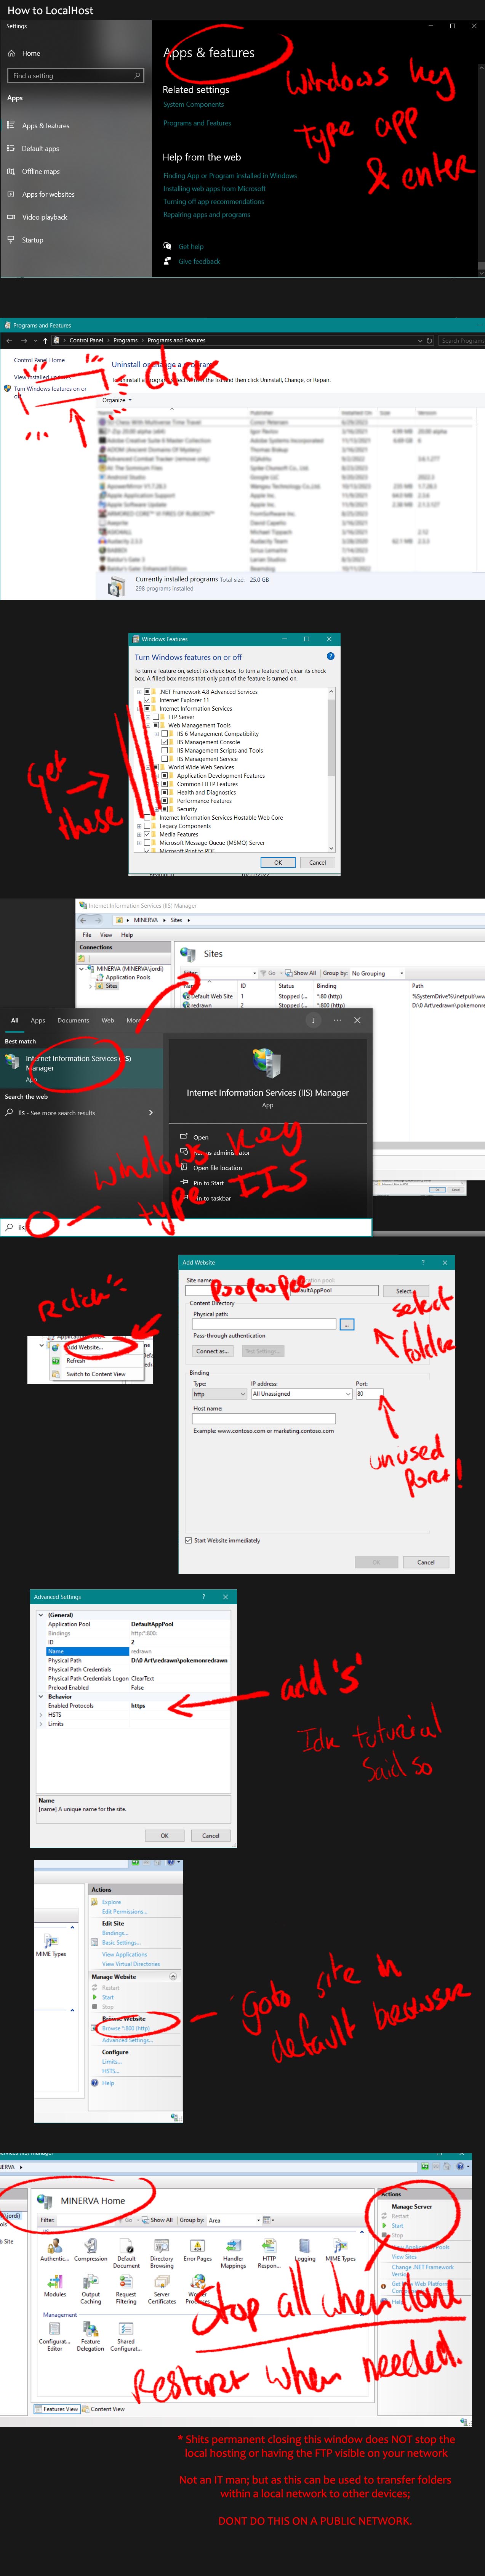 How to LocalHost
Settings
Home
Find a setting
Apps
Apps & features
Default apps
Offline maps
Apps for websites
Video playback
Startup
Apps & features
Related settings
System Components
Programs and Features
Help from the web
Finding App or Program installed in Windows
Installing web apps from Microsoft
Turning off app recommendations
Repairing apps and programs
Get help
Give feedback
Windows key
type app
& enter
Programs and Features
Control Panel > Programs > Programs and Features
Search Programs
Control Panel Home
View installed updates
Turn Windows features on or
off
Uninstall or change a program
To uninstall a program, select it from the list and then click Uninstall, Change, or Repair.
click
Organize
Currently installed programs Total size: 25.0 GB
298 programs installed
Windows Features
Turn Windows features on or off
To turn a feature on, select its check box. To turn a feature off, clear its check
box. A filled box means that only part of the feature is turned on.
.NET Framework 4.8 Advanced Services
Internet Explorer 11
Internet Information Services
FTP Server
Web Management Tools
IIS 6 Management Compatibility
IIS Management Console
IIS Management Scripts and Tools
IIS Management Service
World Wide Web Services
Application Development Features
Common HTTP Features
Health and Diagnostics
Performance Features
Security
Internet Information Services Hostable Web Core
Legacy Components
Media Features
Microsoft Message Queue (MSMQ) Server
Microsoft Print to PDF
OK
Cancel
Get
these
Internet Information Services (IIS) Manager
MINERVA > Sites >
File View Help
Connections
MINERVA (MINERVA\jordi)
Application Pools
Sites
Sites
Filter: Go Show All Group by: No Grouping
Name ID Status Binding Path
Default Web Site 1 Stopped (... *:80 (http) %SystemDrive%\inetpub\ww
redrawn 2 Stopped (... *:800 (http) D:\0 Art\redrawn\pokemon
All Apps Documents Web More
J
Best match
Internet Information Services (IIS)
Manager
App
Search the web
iis - See more search results
Internet Information Services (IIS) Manager
App
Open
Run as administrator
Open file location
Pin to Start
Pin to taskbar
iis
windows key
type IIS
R click
Add Website...
Refresh
Switch to Content View
Add Website
Site name:
Application pool:
DefaultAppPool
Select...
poopoopee
Content Directory
Physical path:
...
Pass-through authentication
Connect as...
Test Settings...
select
folder
Binding
Type: IP address: Port:
http All Unassigned 80
Host name:
Example: www.contoso.com or marketing.contoso.com
unused
Port!
Start Website immediately
OK
Cancel
Advanced Settings
(General)
Application Pool DefaultAppPool
Bindings http:*:800:
ID 2
Name redrawn
Physical Path D:\0 Art\redrawn\pokemonredrawn
Physical Path Credentials
Physical Path Credentials Logon ClearText
Preload Enabled False
Behavior
Enabled Protocols https
HSTS
Limits
Name
[name] A unique name for the site.
OK
Cancel
add 's'
Idk tuturial
said so
MIME Types
Actions
Explore
Edit Permissions...
Edit Site
Bindings...
Basic Settings...
View Applications
View Virtual Directories
Manage Website
Restart
Start
Stop
Browse Website
Browse *:800 (http)
Advanced Settings...
Configure
Limits...
HSTS...
Help
Goto site in
default browser
MINERVA Home
Filter: Go Show All Group by: Area
Authentic... Compression Default Document Directory Browsing Error Pages Handler Mappings HTTP Respon... Logging MIME Types
Modules Output Caching Request Filtering Server Certificates Worker Processes
Management
Configurat... Editor Feature Delegation Shared Configurat...
Features View Content View
Actions
Manage Server
Restart
Start
Stop
View Application Pools
View Sites
Change .NET Framework
Version
Get New Web Platform
Components
Help
Stop all when done
Restart when needed.
* Shits permanent closing this window does NOT stop the
local hosting or having the FTP visible on your network
Not an IT man; but as this can be used to transfer folders
within a local network to other devices;
DONT DO THIS ON A PUBLIC NETWORK.